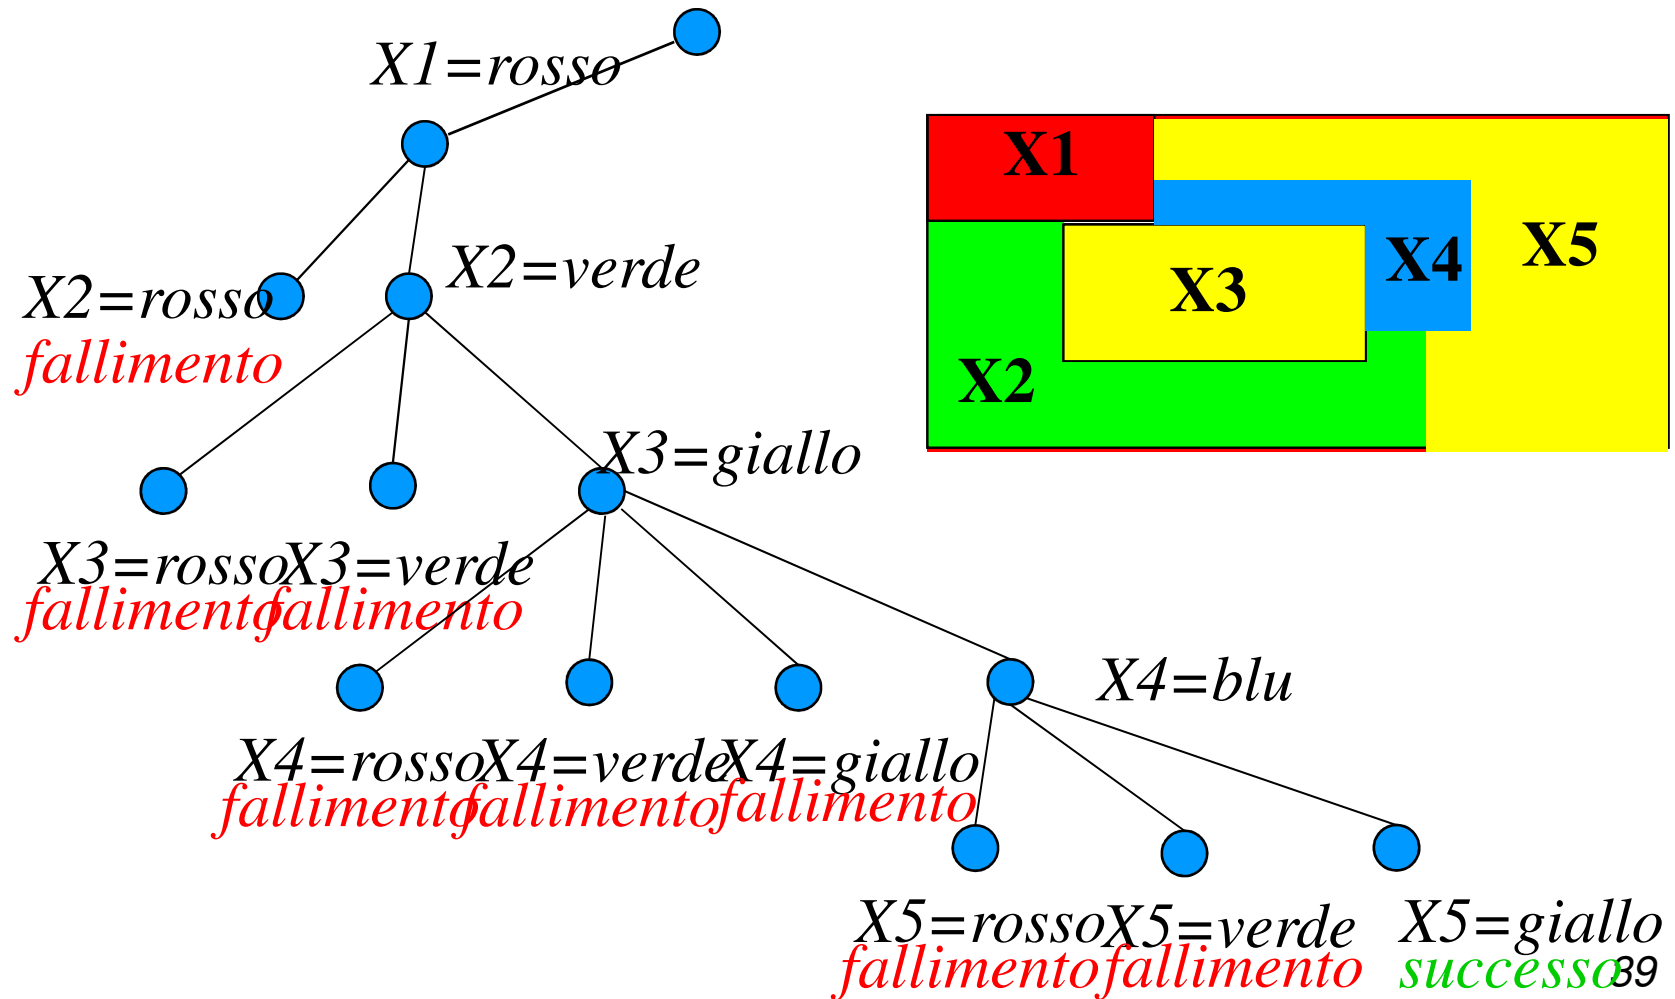 X1=rosso
X1
X2=verde
X4
X5
X2=rosso
X3
fallimento
X2
X3=giallo
X3=rosso
X3=verde
fallimento
fallimento
X4=blu
X4=rosso
X4=verde
X4=giallo
fallimento
fallimento
fallimento
X5=rosso
X5=verde
X5=giallo
fallimento
fallimento
successo
39